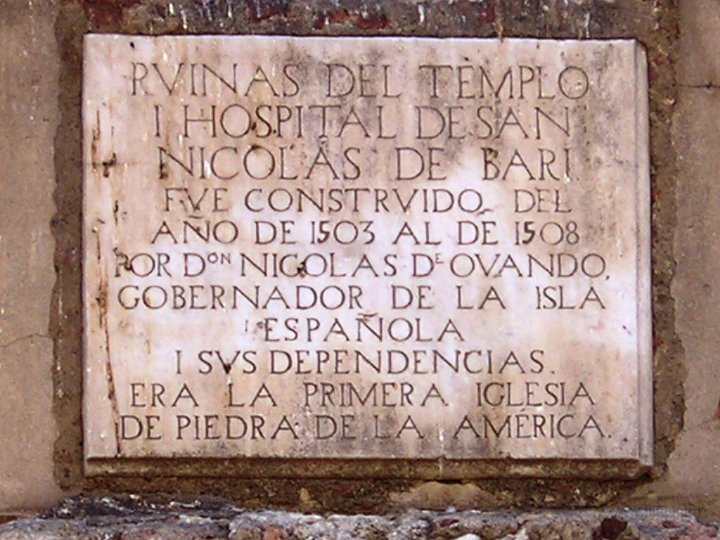 RVINAS DEL TEMPLO
I HOSPITAL DE SAN
NICOLAS DE BARI.
FVE CONSTRVIDO DEL
AÑO DE 1503 AL DE 1508
POR DON NICOLAS DE OVANDO,
GOBERNADOR DE LA ISLA
ESPAÑOLA
I SVS DEPENDENCIAS.
ERA LA PRIMERA IGLESIA
DE PIEDRA DE LA AMÉRICA.